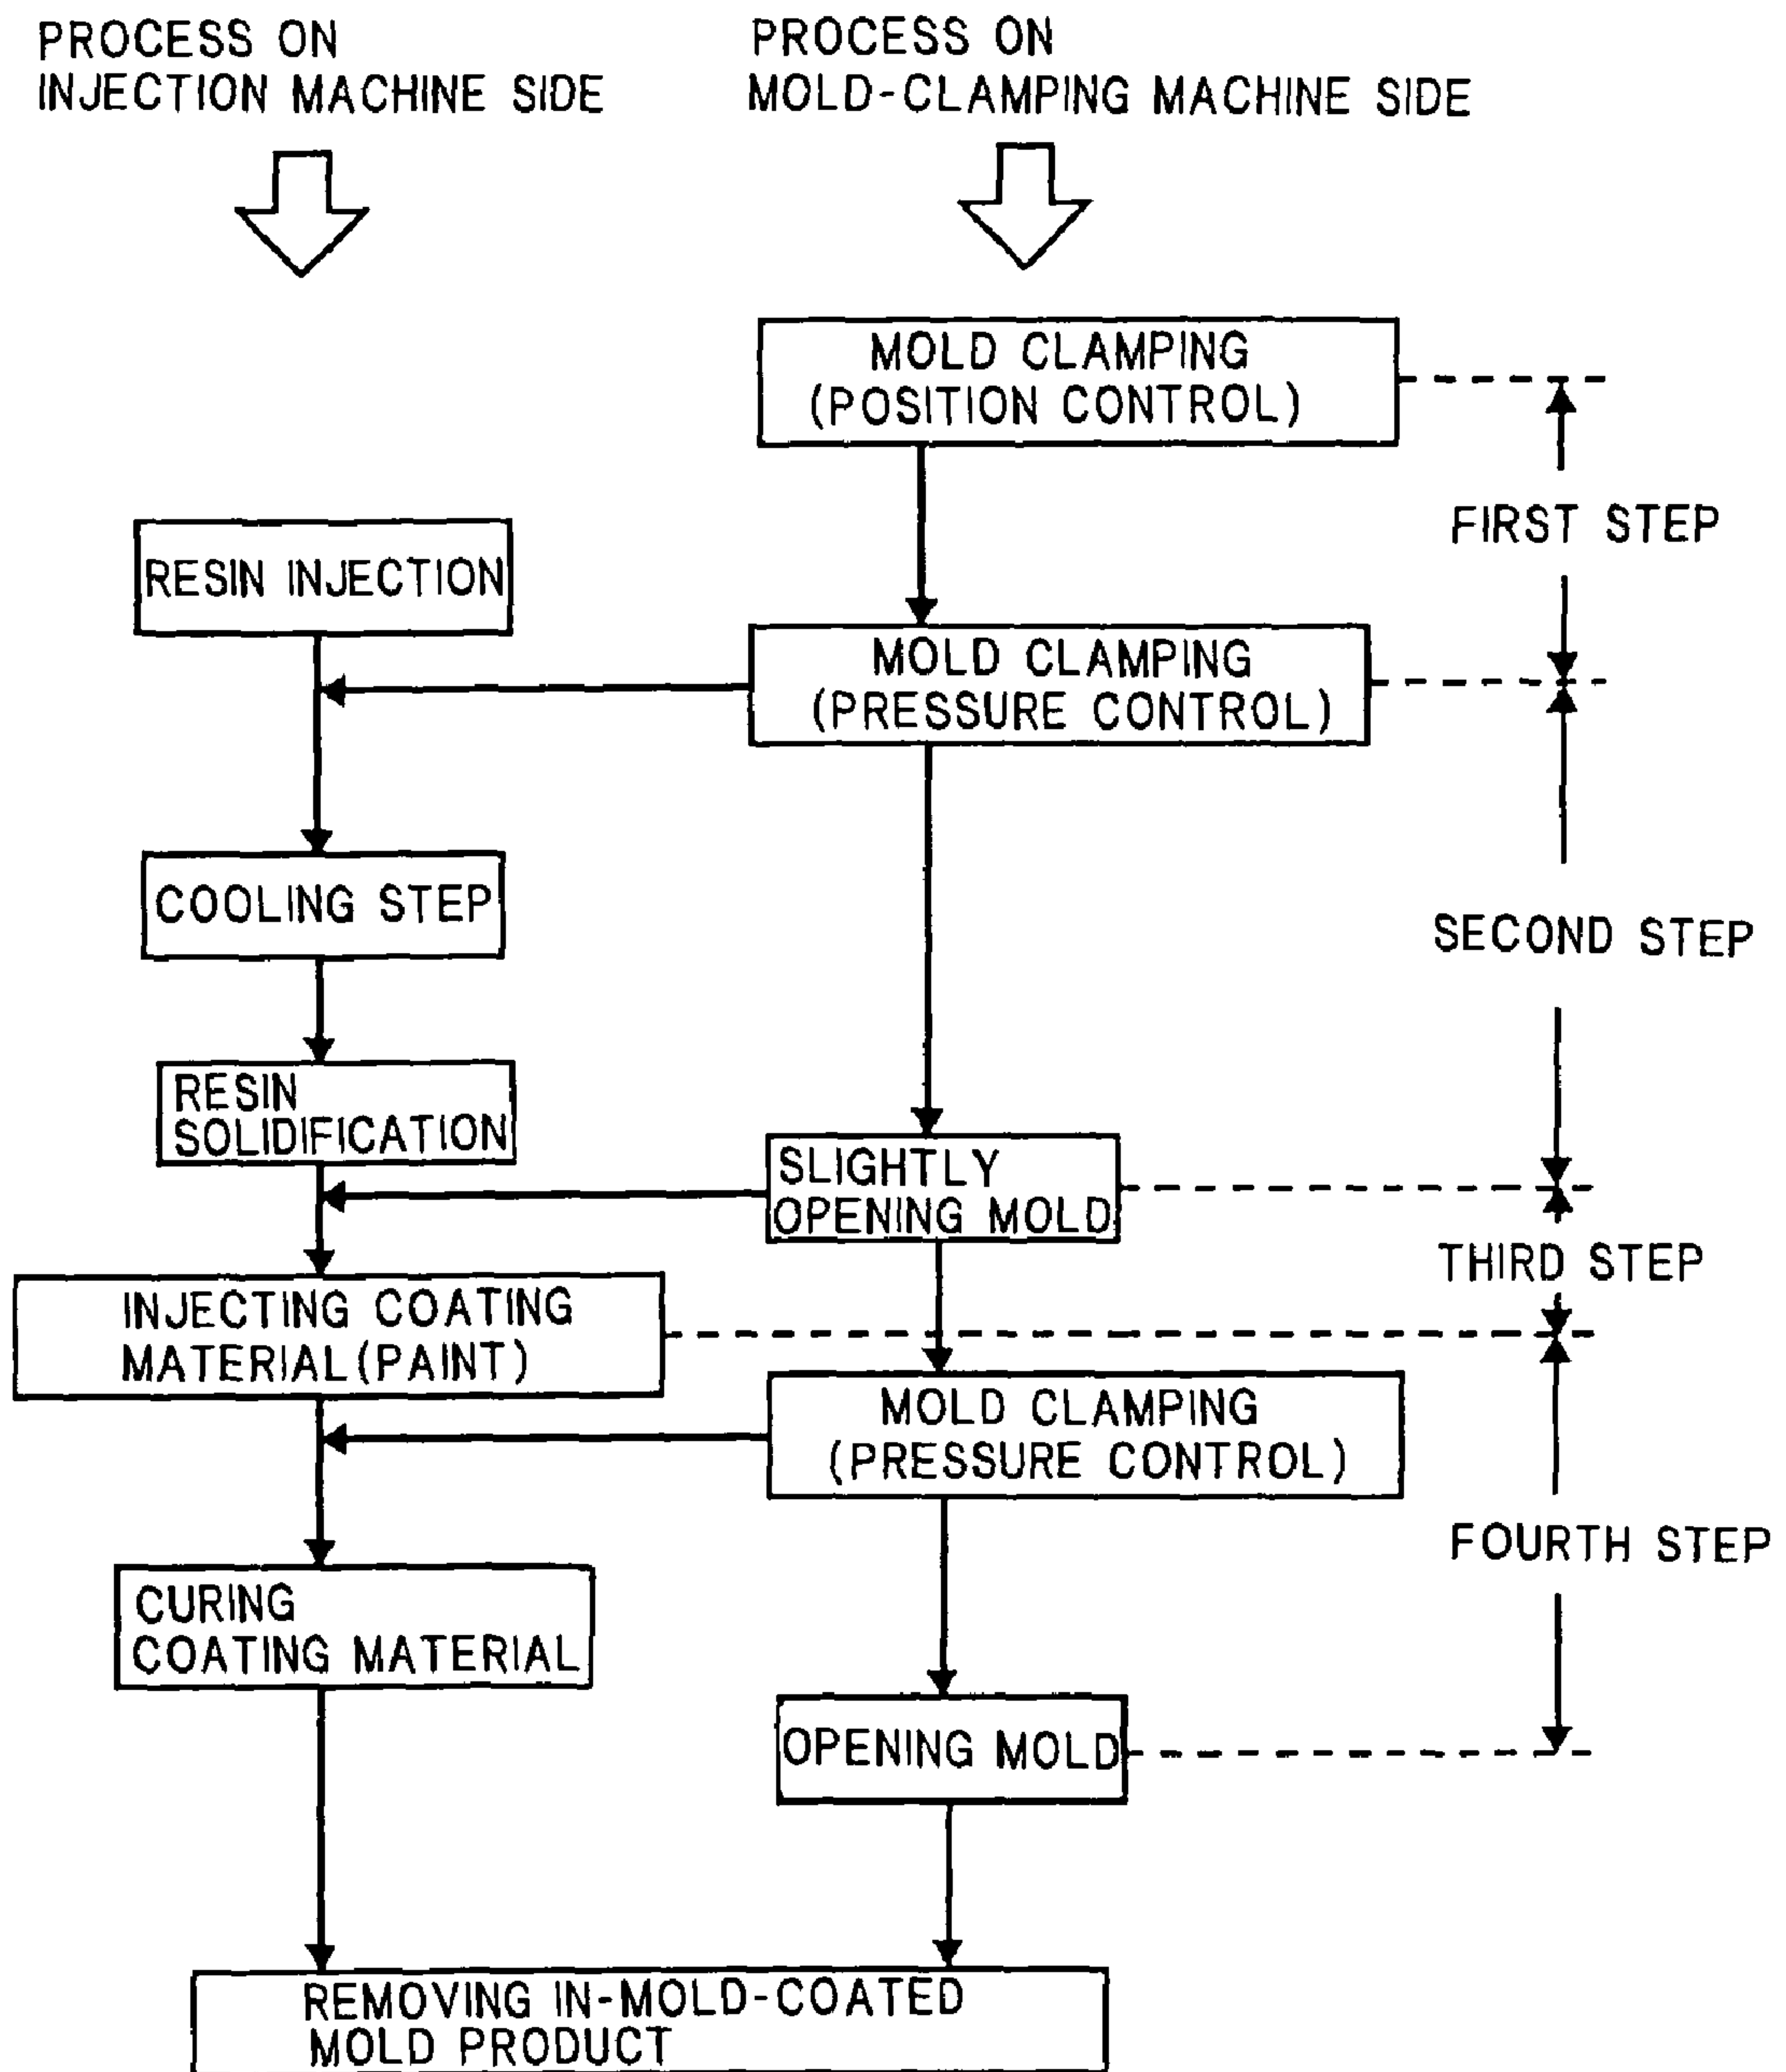 PROCESS ON
INJECTION MACHINE SIDE
PROCESS ON
MOLD-CLAMPING MACHINE SIDE
MOLD CLAMPING
(POSITION CONTROL)
FIRST STEP
RESIN INJECTION
MOLD CLAMPING
(PRESSURE CONTROL)
COOLING STEP
SECOND STEP
RESIN
SOLIDIFICATION
SLIGHTLY
OPENING MOLD
THIRD STEP
INJECTING COATING
MATERIAL(PAINT)
MOLD CLAMPING
(PRESSURE CONTROL)
FOURTH STEP
CURING
COATING MATERIAL
OPENING MOLD
REMOVING IN-MOLD-COATED
MOLD PRODUCT